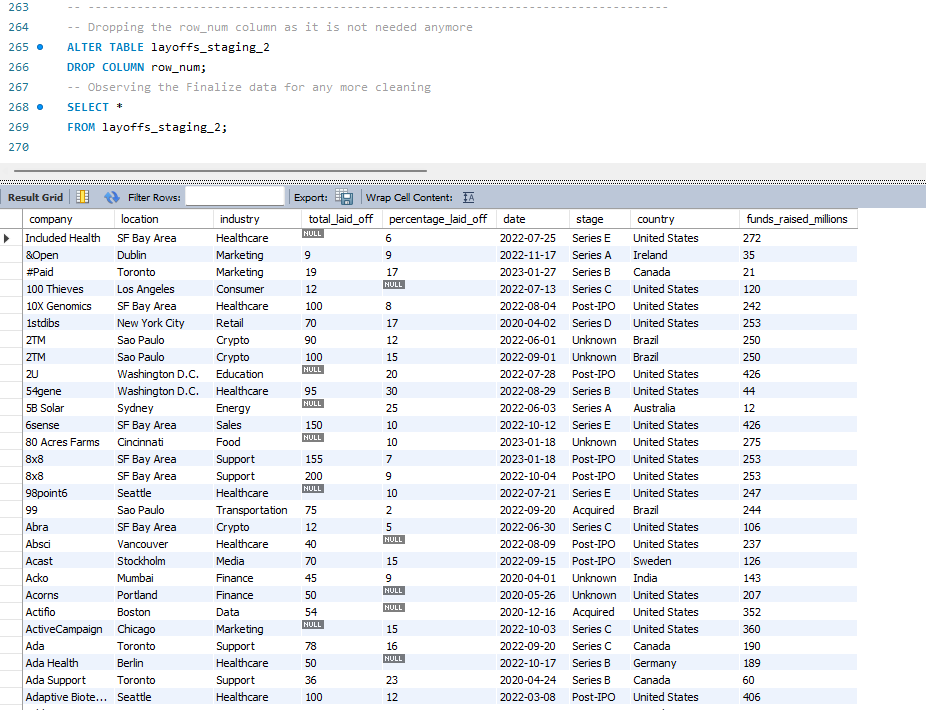 263 -- ---------------------------------------------------------------------------
264 -- Dropping the row_num column as it is not needed anymore
265 ALTER TABLE layoffs_staging_2
266 DROP COLUMN row_num;
267 -- Observing the Finalize data for any more cleaning
268 SELECT *
269 FROM layoffs_staging_2;
270
Result Grid Filter Rows: Export: Wrap Cell Content: IA
company location industry total_laid_off percentage_laid_off date stage country funds_raised_millions
Included Health SF Bay Area Healthcare NULL 6 2022-07-25 Series E United States 272
&Open Dublin Marketing 9 9 2022-11-17 Series A Ireland 35
#Paid Toronto Marketing 19 17 2023-01-27 Series B Canada 21
100 Thieves Los Angeles Consumer 12 NULL 2022-07-13 Series C United States 120
10X Genomics SF Bay Area Healthcare 100 8 2022-08-04 Post-IPO United States 242
1stdibs New York City Retail 70 17 2020-04-02 Series D United States 253
2TM Sao Paulo Crypto 90 12 2022-06-01 Unknown Brazil 250
2TM Sao Paulo Crypto 100 15 2022-09-01 Unknown Brazil 250
2U Washington D.C. Education NULL 20 2022-07-28 Post-IPO United States 426
54gene Washington D.C. Healthcare 95 30 2022-08-29 Series B United States 44
5B Solar Sydney Energy NULL 25 2022-06-03 Series A Australia 12
6sense SF Bay Area Sales 150 10 2022-10-12 Series E United States 426
80 Acres Farms Cincinnati Food NULL 10 2023-01-18 Unknown United States 275
8x8 SF Bay Area Support 155 7 2023-01-18 Post-IPO United States 253
8x8 SF Bay Area Support 200 9 2022-10-04 Post-IPO United States 253
98point6 Seattle Healthcare NULL 10 2022-07-21 Series E United States 247
99 Sao Paulo Transportation 75 2 2022-09-20 Acquired Brazil 244
Abra SF Bay Area Crypto 12 5 2022-06-30 Series C United States 106
Absci Vancouver Healthcare 40 NULL 2022-08-09 Post-IPO United States 237
Acast Stockholm Media 70 15 2022-09-15 Post-IPO Sweden 126
Acko Mumbai Finance 45 9 2020-04-01 Unknown India 143
Acorns Portland Finance 50 NULL 2020-05-26 Unknown United States 207
Actifio Boston Data 54 NULL 2020-12-16 Acquired United States 352
ActiveCampaign Chicago Marketing NULL 15 2022-10-03 Series C United States 360
Ada Toronto Support 78 16 2022-09-20 Series C Canada 190
Ada Health Berlin Healthcare 50 NULL 2022-10-17 Series B Germany 189
Ada Support Toronto Support 36 23 2020-04-24 Series B Canada 60
Adaptive Biote... Seattle Healthcare 100 12 2022-03-08 Post-IPO United States 406